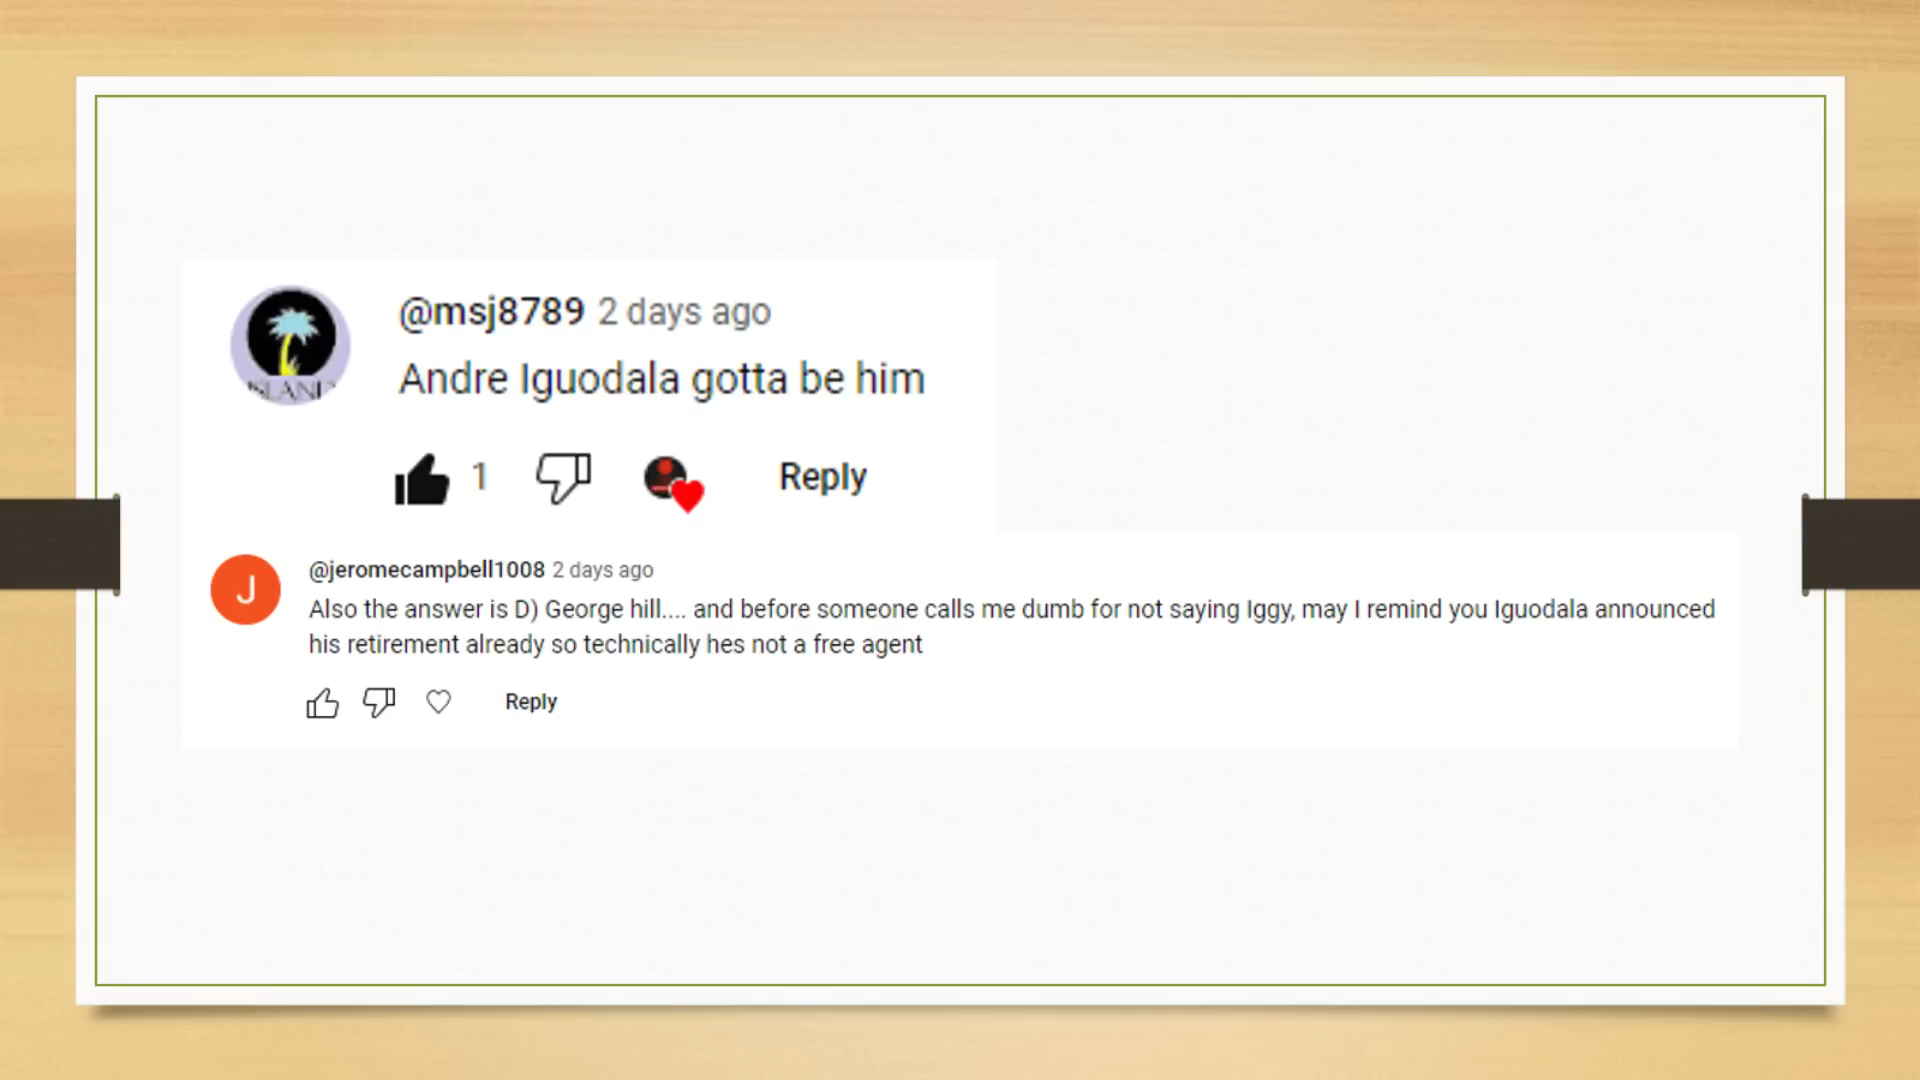 @msj8789 2 days ago
Andre Iguodala gotta be him
1 Reply
@jeromecampbell1008 2 days ago
Also the answer is D) George hill.... and before someone calls me dumb for not saying Iggy, may I remind you Iguodala announced
his retirement already so technically hes not a free agent
Reply
J